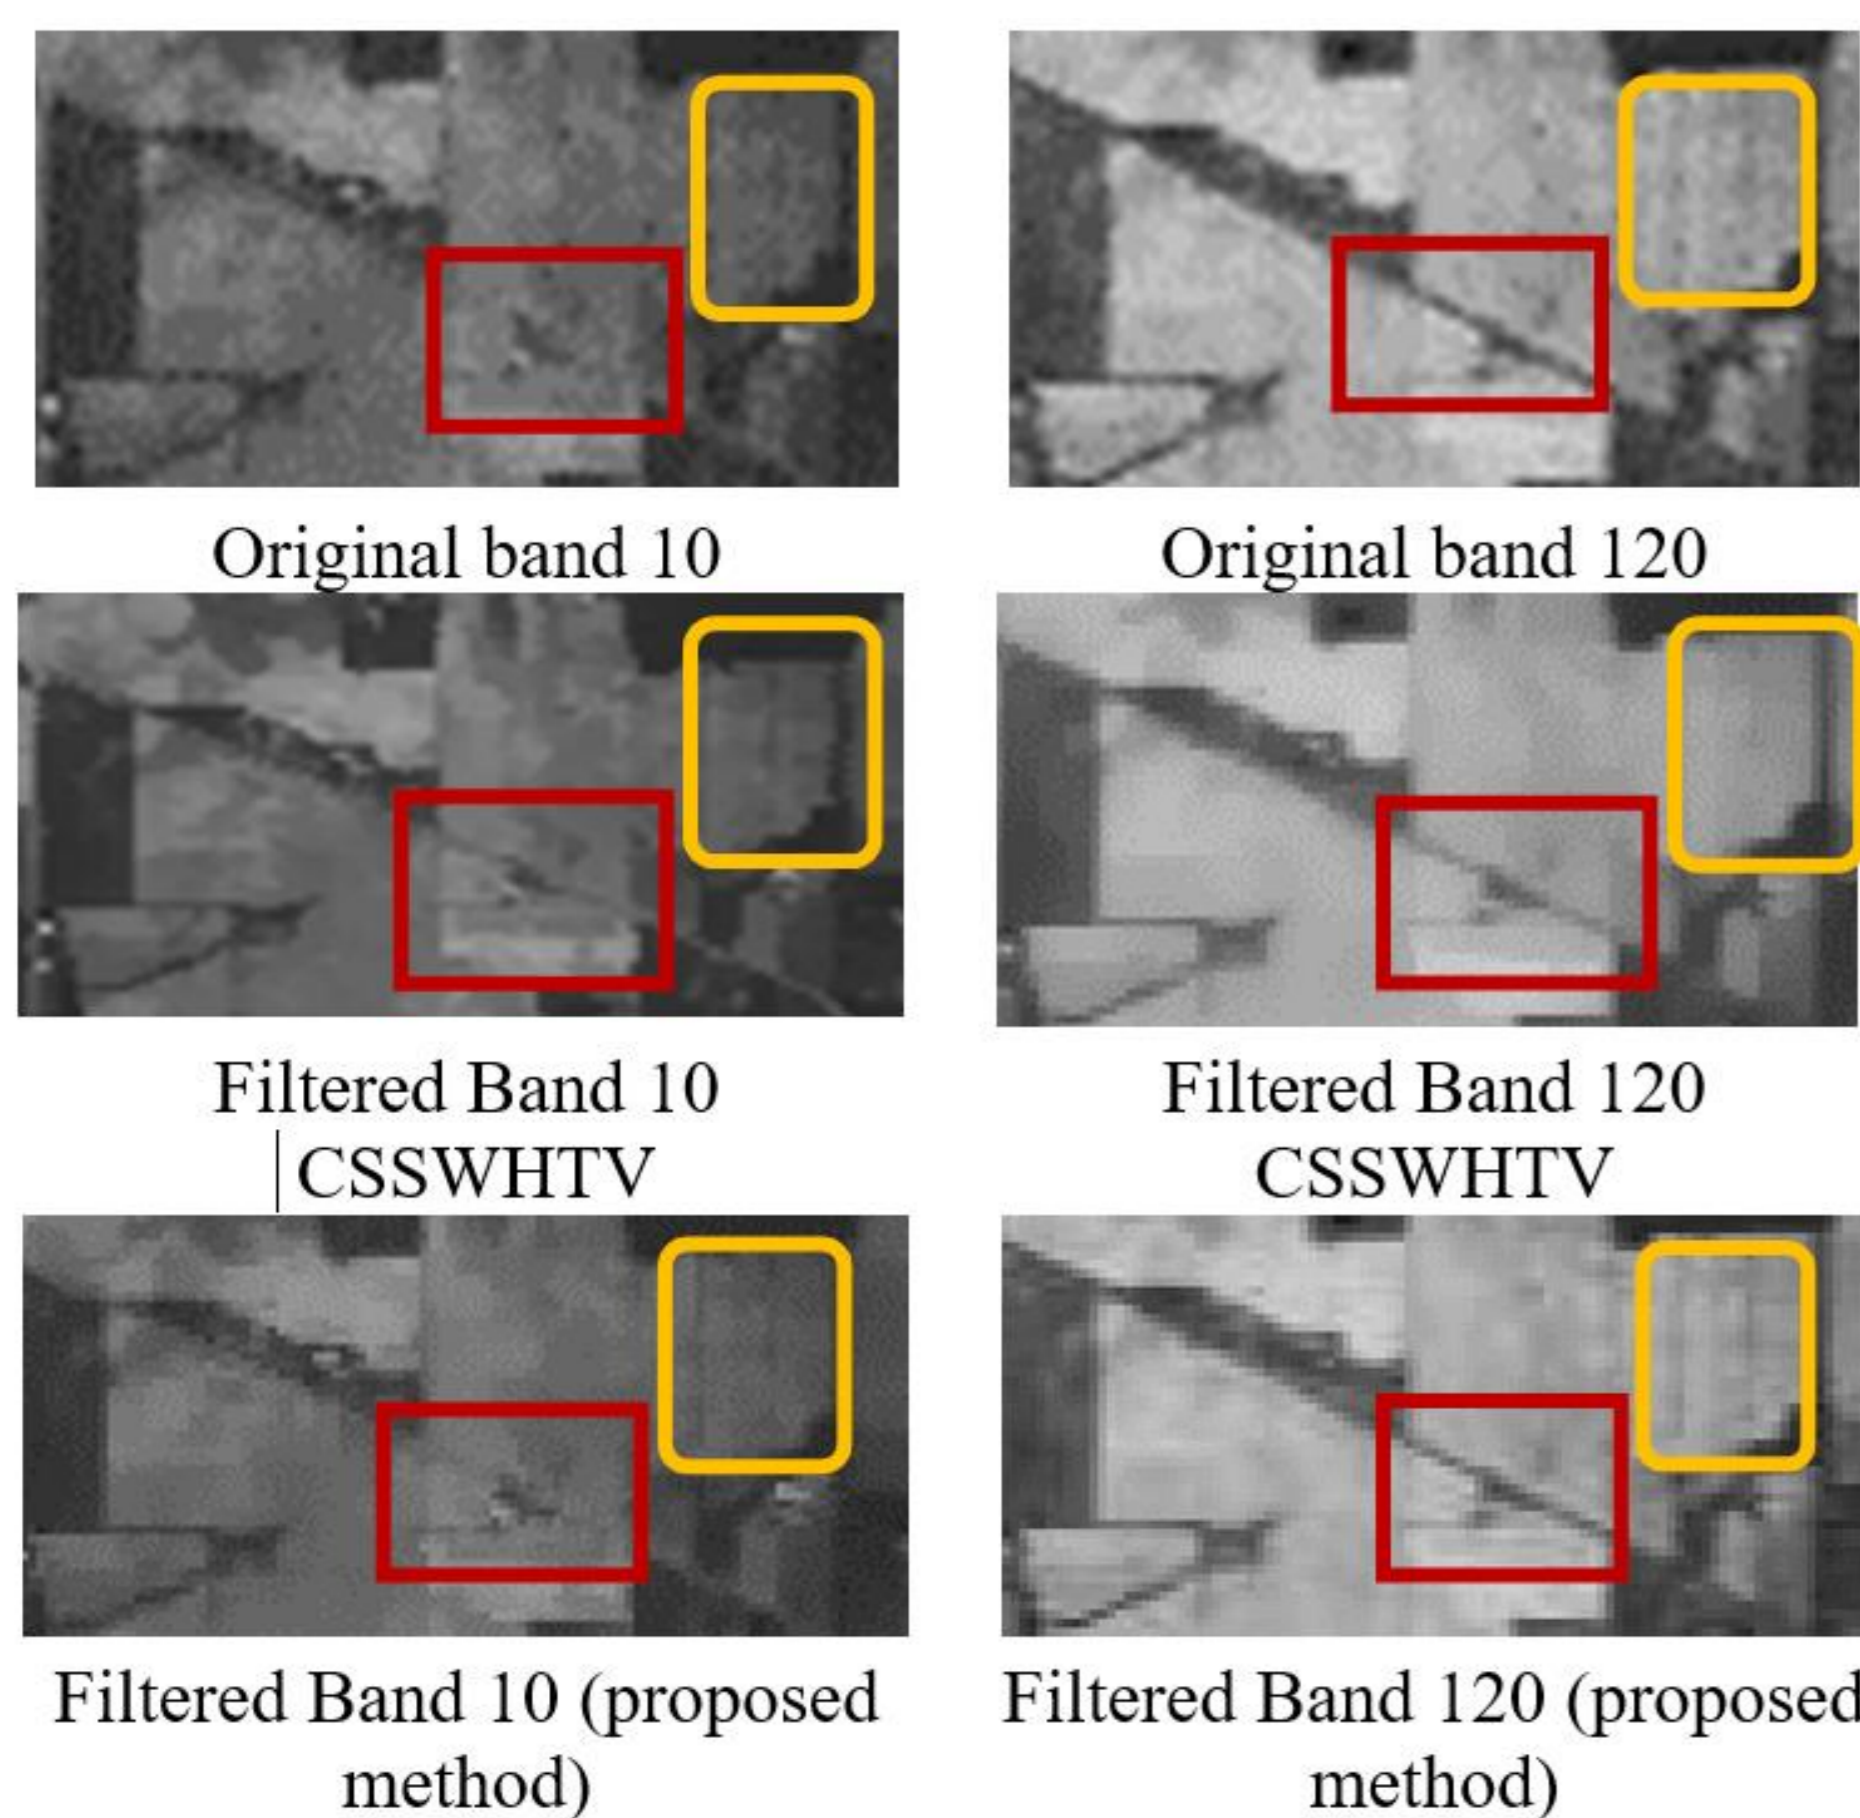 Original band 10
Original band 120
Filtered Band 10
CSSWHTV
Filtered Band 120
CSSWHTV
Filtered Band 10 (proposed
method)
Filtered Band 120 (proposed
method)